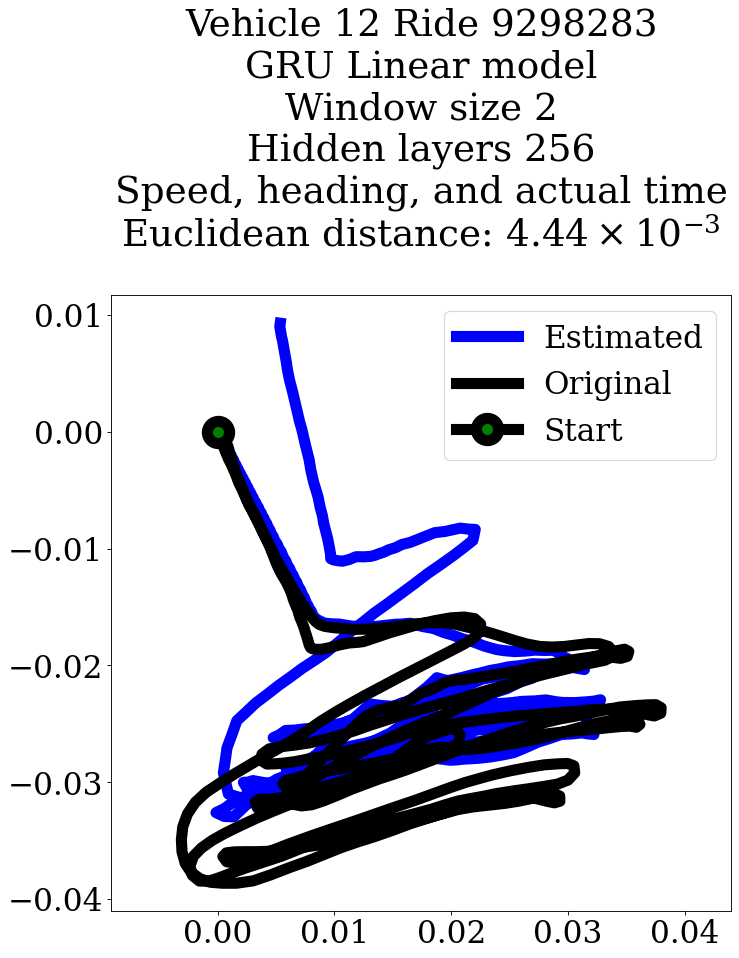 Vehicle 12 Ride 9298283
GRU Linear model
Window size 2
Hidden layers 256
Speed, heading, and actual time
Euclidean distance: 4.44 × 10⁻³
Estimated
Original
Start
0.01
0.00
−0.01
−0.02
−0.03
−0.04
0.00 0.01 0.02 0.03 0.04